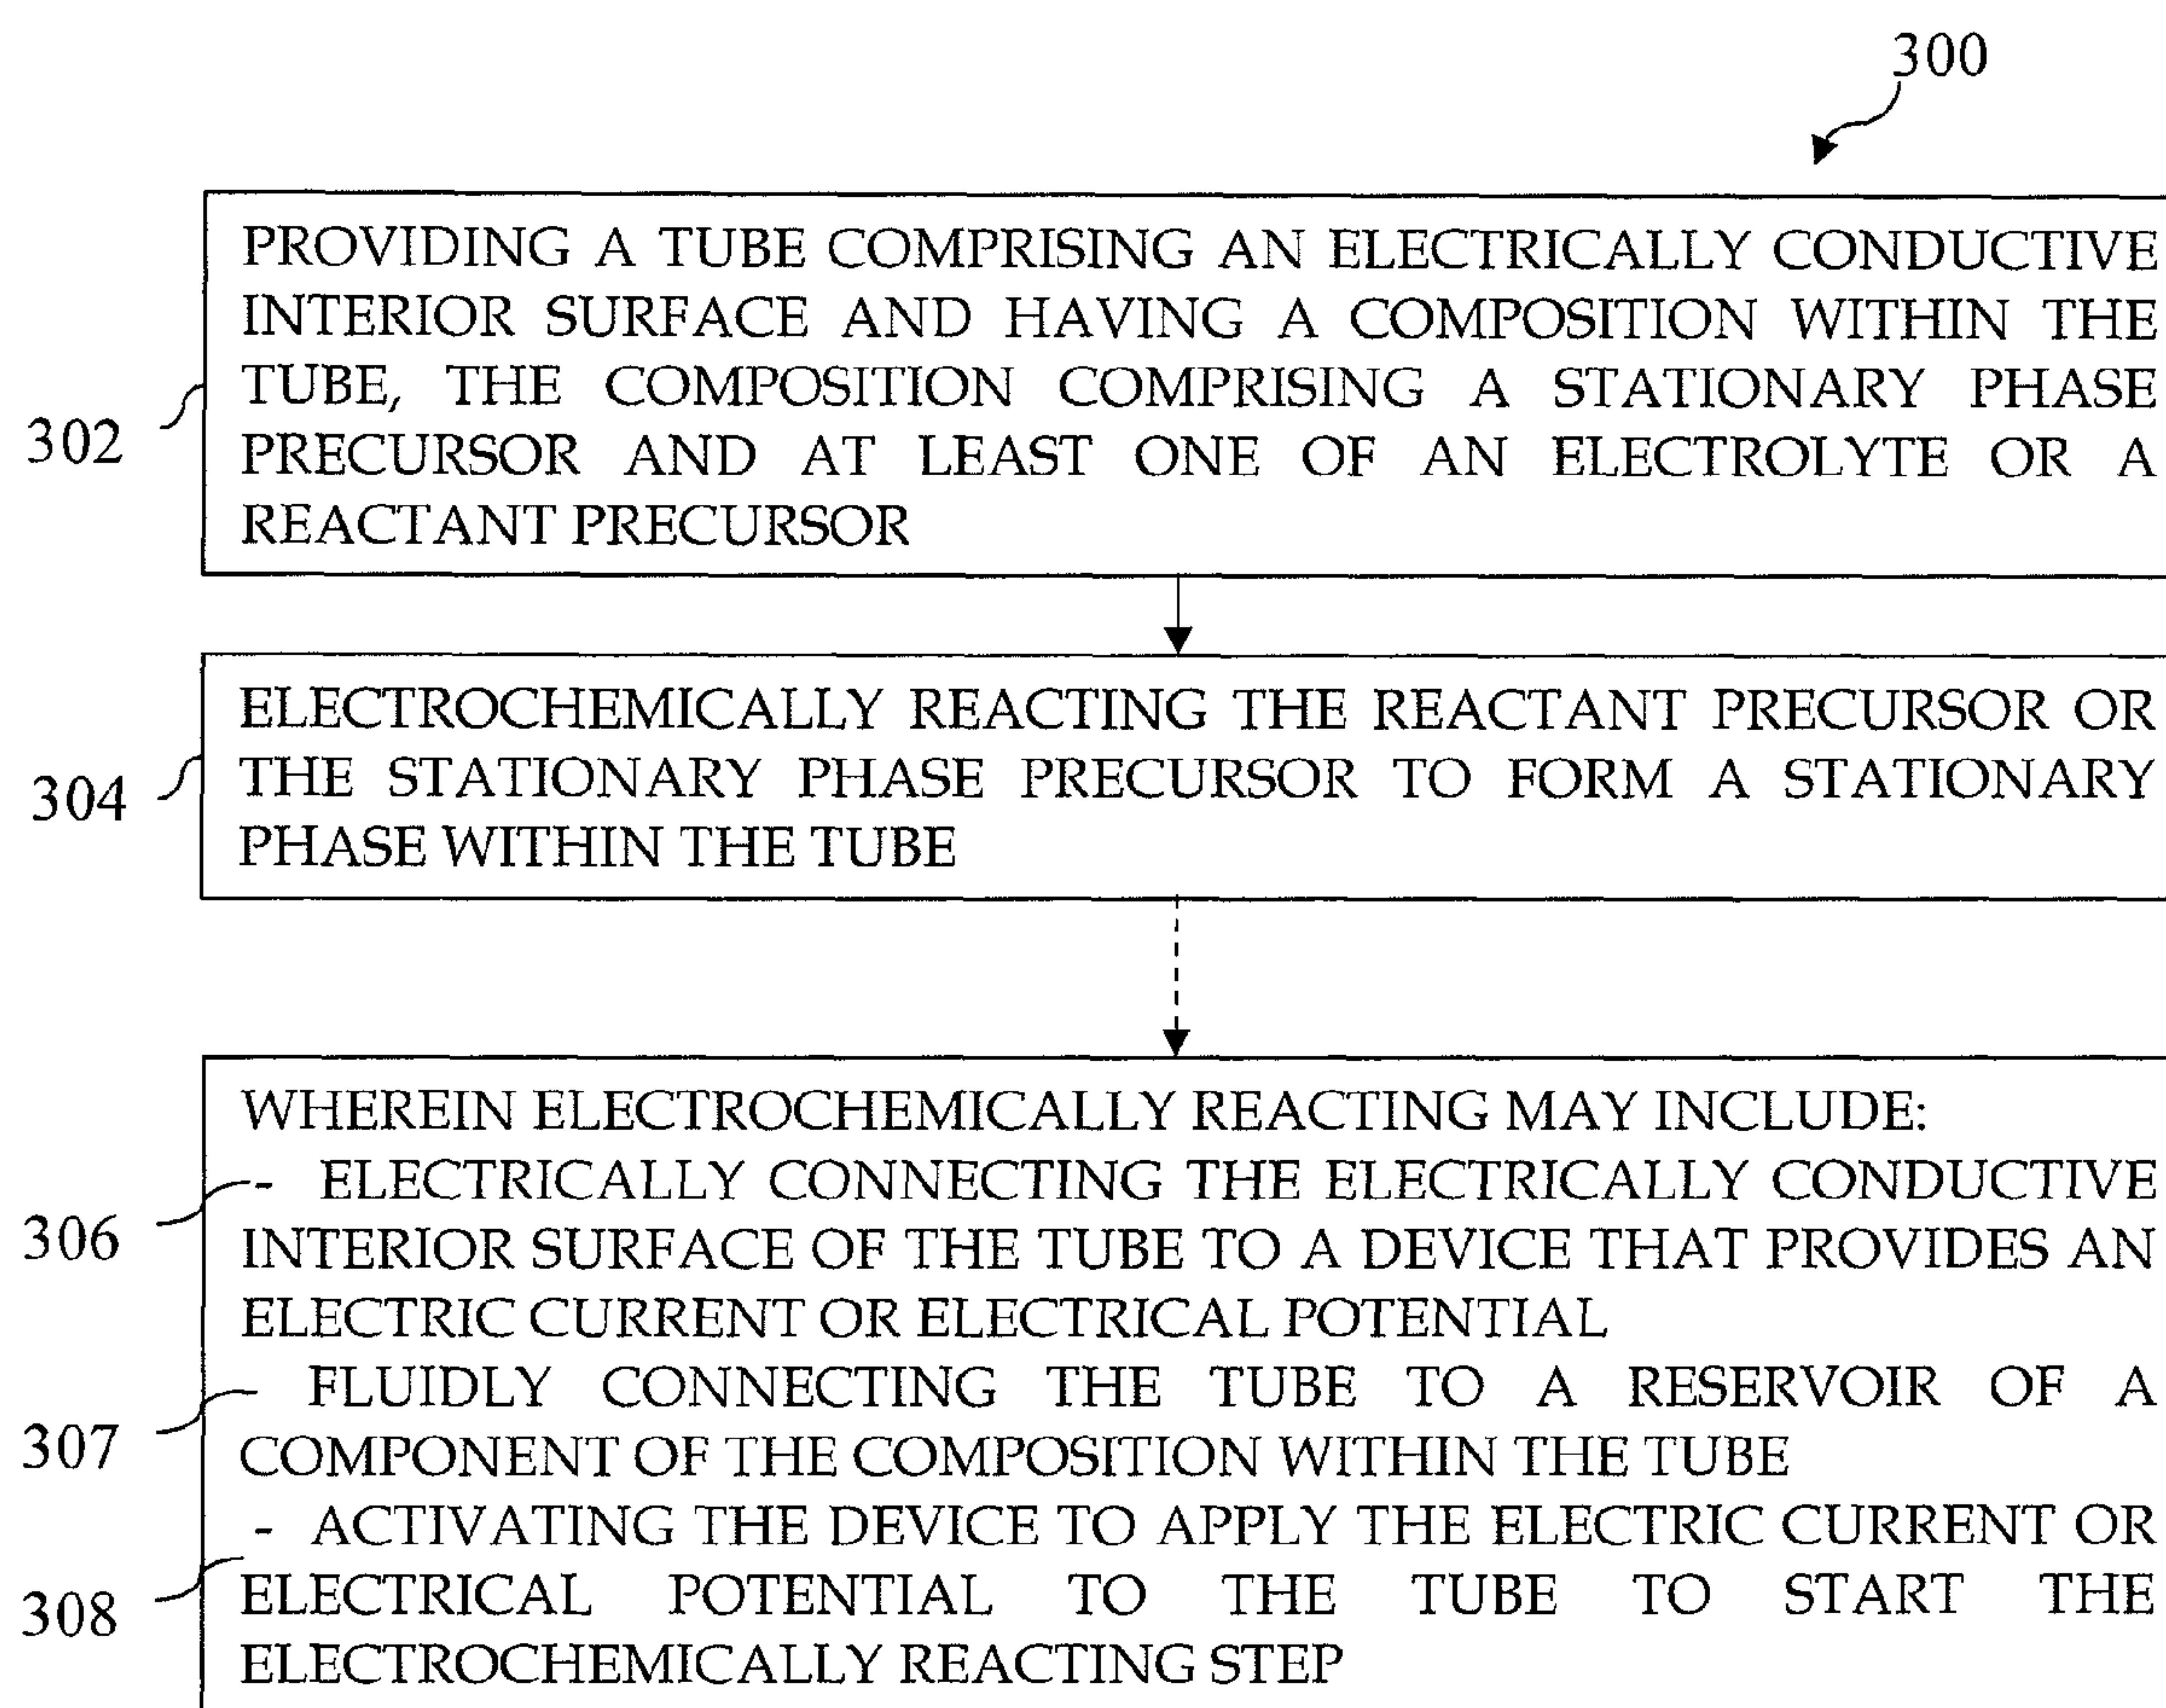 300
PROVIDING A TUBE COMPRISING AN ELECTRICALLY CONDUCTIVE
INTERIOR SURFACE AND HAVING A COMPOSITION WITHIN THE
TUBE, THE COMPOSITION COMPRISING A STATIONARY PHASE
302
PRECURSOR AND AT LEAST ONE OF AN ELECTROLYTE OR A
REACTANT PRECURSOR
ELECTROCHEMICALLY REACTING THE REACTANT PRECURSOR OR
THE STATIONARY PHASE PRECURSOR TO FORM A STATIONARY
304
PHASE WITHIN THE TUBE
WHEREIN ELECTROCHEMICALLY REACTING MAY INCLUDE:
- ELECTRICALLY CONNECTING THE ELECTRICALLY CONDUCTIVE
306
INTERIOR SURFACE OF THE TUBE TO A DEVICE THAT PROVIDES AN
ELECTRIC CURRENT OR ELECTRICAL POTENTIAL
- FLUIDLY CONNECTING THE TUBE TO A RESERVOIR OF A
307
COMPONENT OF THE COMPOSITION WITHIN THE TUBE
- ACTIVATING THE DEVICE TO APPLY THE ELECTRIC CURRENT OR
308
ELECTRICAL POTENTIAL TO THE TUBE TO START THE
ELECTROCHEMICALLY REACTING STEP